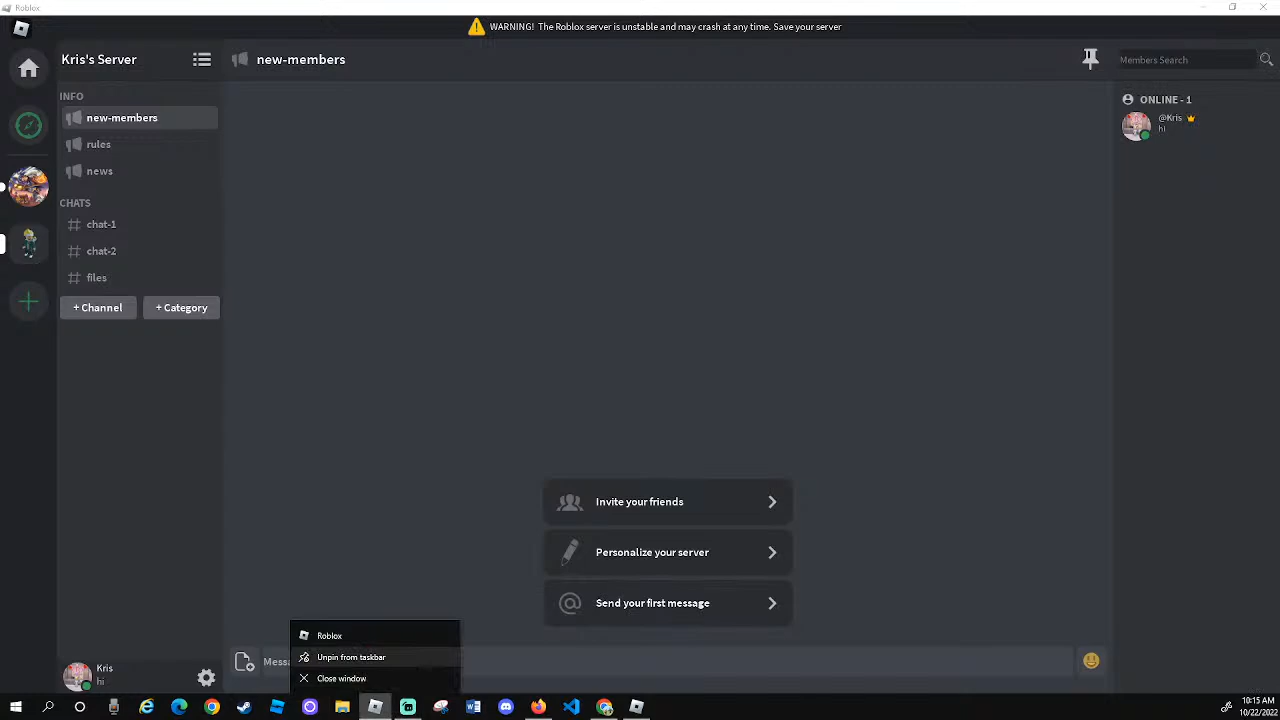 Roblox
WARNING! The Roblox server is unstable and may crash at any time. Save your server
Kris's Server
new-members
Members Search
INFO
new-members
rules
news
CHATS
chat-1
chat-2
files
+ Channel
+ Category
ONLINE - 1
@Kris
hi
Invite your friends
Personalize your server
Send your first message
Roblox
Unpin from taskbar
Close window
Messa
Kris
hi
10:15 AM
10/22/2022